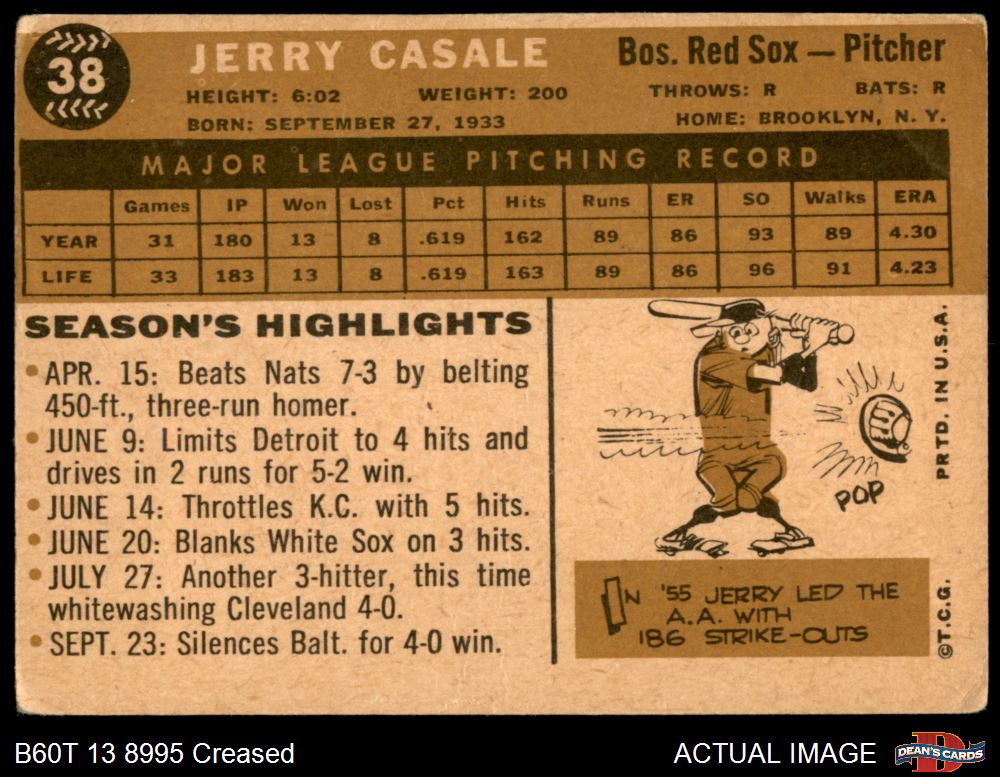 38
JERRY CASALE
Bos. Red Sox — Pitcher
HEIGHT: 6:02 WEIGHT: 200 THROWS: R BATS: R
BORN: SEPTEMBER 27, 1933 HOME: BROOKLYN, N. Y.
MAJOR LEAGUE PITCHING RECORD
Games IP Won Lost Pct Hits Runs ER SO Walks ERA
YEAR 31 180 13 8 .619 162 89 86 93 89 4.30
LIFE 33 183 13 8 .619 163 89 86 96 91 4.23
SEASON'S HIGHLIGHTS
• APR. 15: Beats Nats 7-3 by belting
450-ft., three-run homer.
• JUNE 9: Limits Detroit to 4 hits and
drives in 2 runs for 5-2 win.
• JUNE 14: Throttles K.C. with 5 hits.
• JUNE 20: Blanks White Sox on 3 hits.
• JULY 27: Another 3-hitter, this time
whitewashing Cleveland 4-0.
• SEPT. 23: Silences Balt. for 4-0 win.
POP
IN '55 JERRY LED THE
A.A. WITH
186 STRIKE-OUTS
PRTD. IN U.S.A.
©T.C.G.
B60T 13 8995 Creased
ACTUAL IMAGE
DEAN'S CARDS